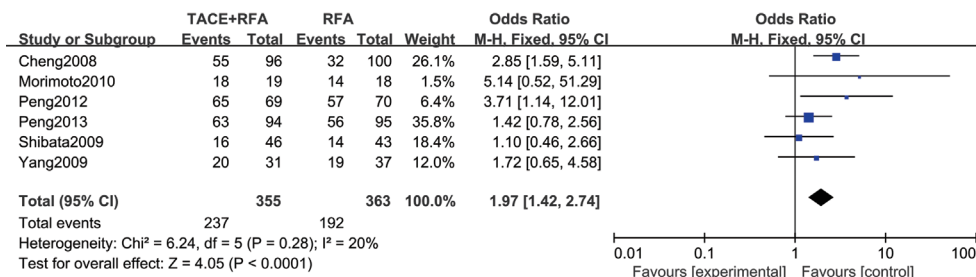 TACE+RFA RFA Odds Ratio Odds Ratio
Study or Subgroup Events Total Events Total Weight M-H, Fixed, 95% CI M-H, Fixed, 95% CI
Cheng2008 55 96 32 100 26.1% 2.85 [1.59, 5.11]
Morimoto2010 18 19 14 18 1.5% 5.14 [0.52, 51.29]
Peng2012 65 69 57 70 6.4% 3.71 [1.14, 12.01]
Peng2013 63 94 56 95 35.8% 1.42 [0.78, 2.56]
Shibata2009 16 46 14 43 18.4% 1.10 [0.46, 2.66]
Yang2009 20 31 19 37 12.0% 1.72 [0.65, 4.58]
Total (95% CI) 355 363 100.0% 1.97 [1.42, 2.74]
Total events 237 192
Heterogeneity: Chi² = 6.24, df = 5 (P = 0.28); I² = 20%
Test for overall effect: Z = 4.05 (P < 0.0001)
0.01 0.1 1 10 100
Favours [experimental] Favours [control]